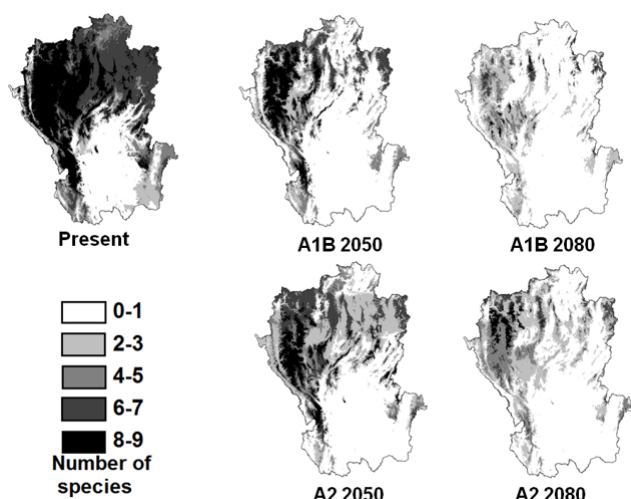 Present
A1B 2050
A1B 2080
0-1
2-3
4-5
6-7
8-9
Number of
species
A2 2050
A2 2080